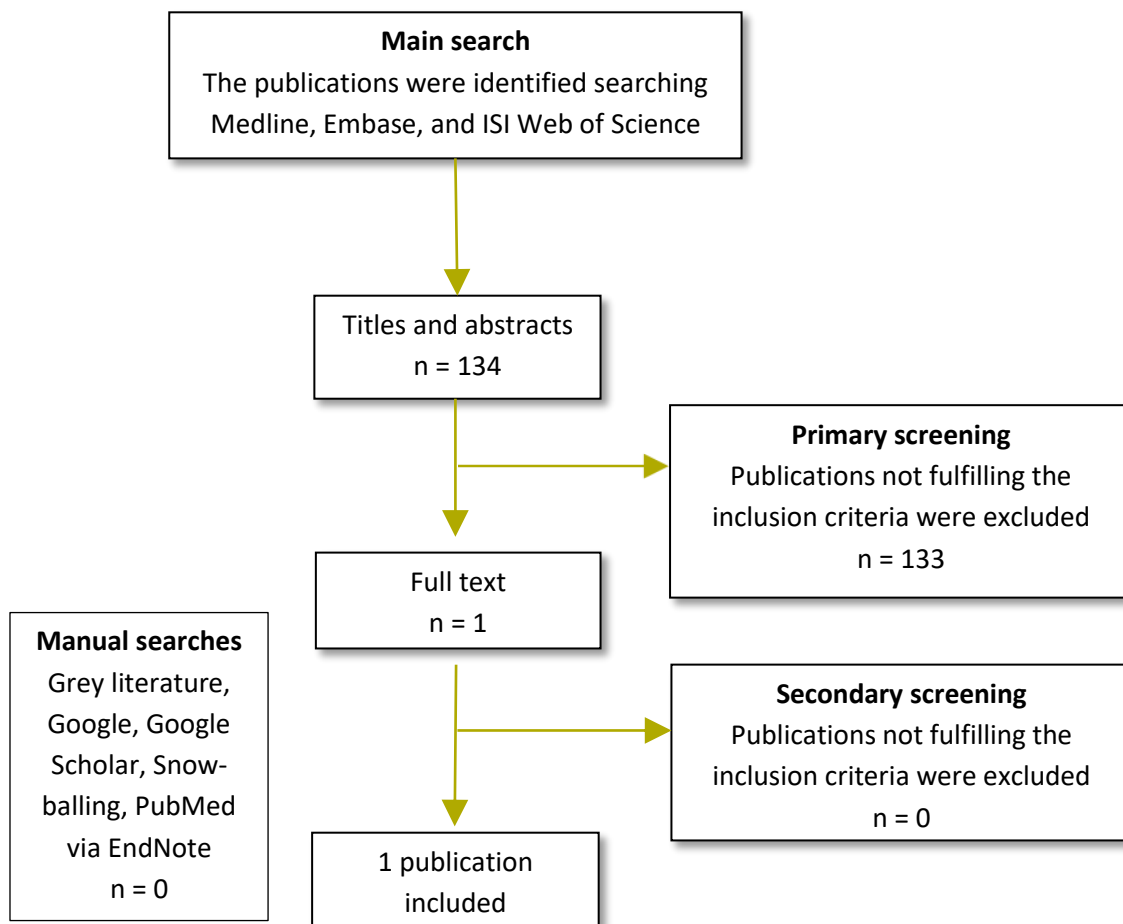 Main search
The publications were identified searching
Medline, Embase, and ISI Web of Science
Titles and abstracts
n = 134
Primary screening
Publications not fulfilling the
inclusion criteria were excluded
n = 133
Full text
n = 1
Manual searches
Grey literature,
Google, Google
Scholar, Snow-
balling, PubMed
via EndNote
n = 0
Secondary screening
Publications not fulfilling the
inclusion criteria were excluded
n = 0
1 publication
included